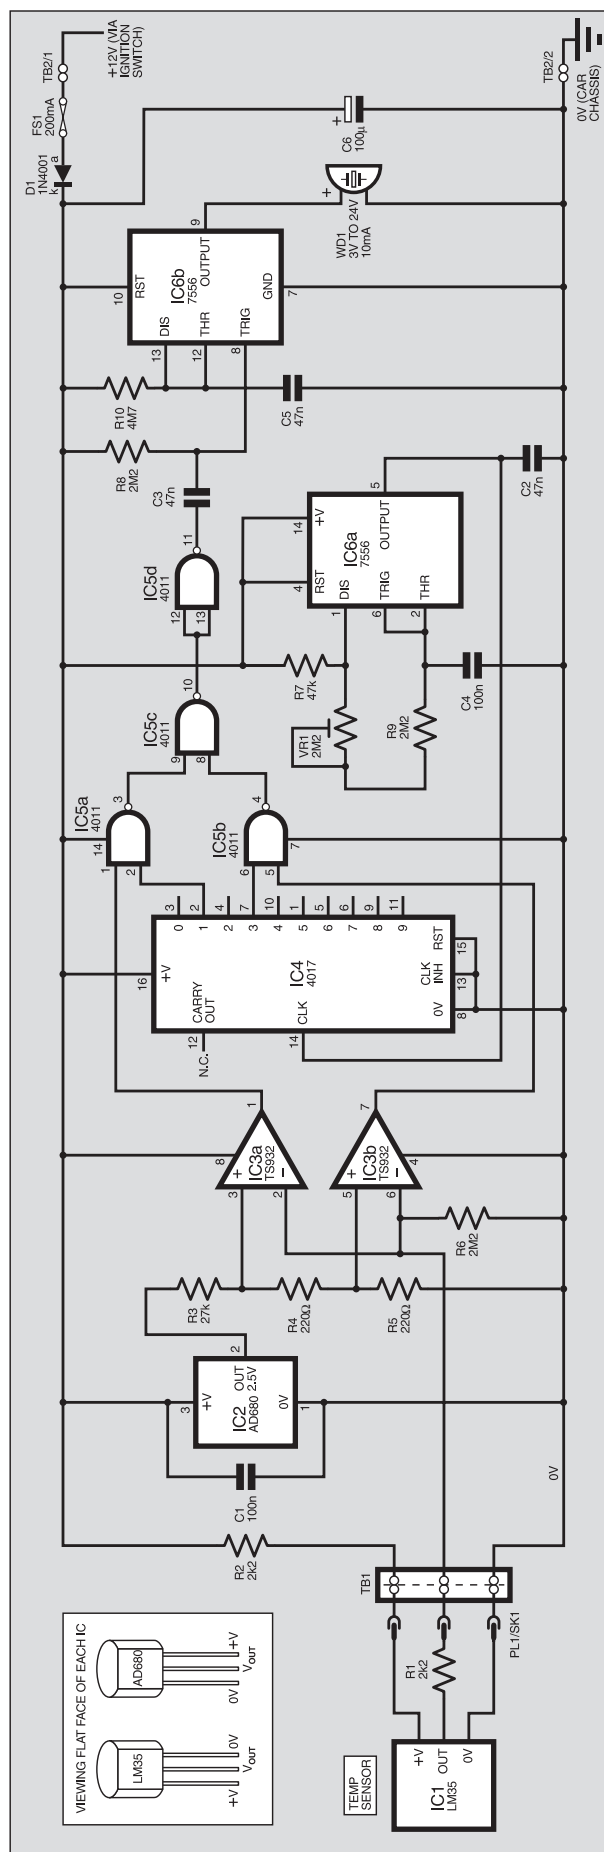 VIEWING FLAT FACE OF EACH IC
LM35
+V
VOUT
0V
AD680
0V
VOUT
+V
TEMP
SENSOR
IC1
LM35
+V
OUT
0V
R1
2k2
PL1/SK1
TB1
R2
2k2
0V
C1
100n
IC2
AD680
OUT
2.5V
+V
0V
3
2
1
R3
27k
R4
220Ω
R5
220Ω
R6
2M2
IC3a
TS932
+
−
3
2
8
1
IC3b
TS932
+
−
5
6
4
7
N.C.
12
CARRY
OUT
16
+V
14
CLK
IC4
4017
0V
8
CLK
INH
13
RST
15
0
3
1
2
2
4
3
7
4
10
5
1
6
5
7
6
8
9
9
11
IC5a
4011
1
2
14
3
IC5b
4011
6
5
7
4
IC5c
4011
9
8
10
IC5d
4011
12
13
11
C3
47n
R7
47k
VR1
2M2
R9
2M2
C4
100n
R8
2M2
R10
4M7
C5
47n
IC6a
7556
4
RST
14
+V
1
DIS
6
TRIG
2
THR
5
OUTPUT
C2
47n
IC6b
7556
10
RST
13
DIS
12
THR
8
TRIG
9
OUTPUT
GND
7
WD1
3V TO 24V
10mA
+
C6
100µ
+
D1
1N4001
k
a
FS1
200mA
TB2/1
+12V (VIA
IGNITION
SWITCH)
TB2/2
0V (CAR
CHASSIS)